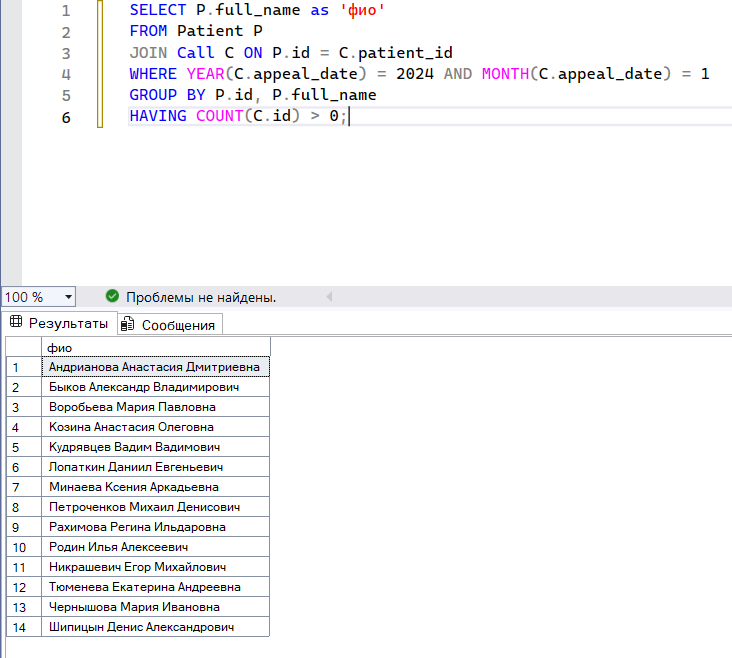 1 SELECT P.full_name as 'фио'
2 FROM Patient P
3 JOIN Call C ON P.id = C.patient_id
4 WHERE YEAR(C.appeal_date) = 2024 AND MONTH(C.appeal_date) = 1
5 GROUP BY P.id, P.full_name
6 HAVING COUNT(C.id) > 0;
100 % Проблемы не найдены.
Результаты Сообщения
фио
1 Андрианова Анастасия Дмитриевна
2 Быков Александр Владимирович
3 Воробьева Мария Павловна
4 Козина Анастасия Олеговна
5 Кудрявцев Вадим Вадимович
6 Лопаткин Даниил Евгеньевич
7 Минаева Ксения Аркадьевна
8 Петроченков Михаил Денисович
9 Рахимова Регина Ильдаровна
10 Родин Илья Алексеевич
11 Никрашевич Егор Михайлович
12 Тюменева Екатерина Андреевна
13 Чернышова Мария Ивановна
14 Шипицын Денис Александрович